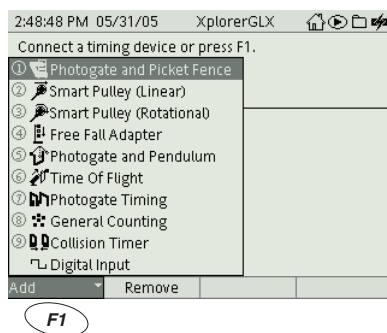 2:48:48 PM 05/31/05 XplorerGLX
Connect a timing device or press F1.
① Photogate and Picket Fence
② Smart Pulley (Linear)
③ Smart Pulley (Rotational)
④ Free Fall Adapter
⑤ Photogate and Pendulum
⑥ Time Of Flight
⑦ Photogate Timing
⑧ General Counting
⑨ Collision Timer
Digital Input
Add Remove
F1